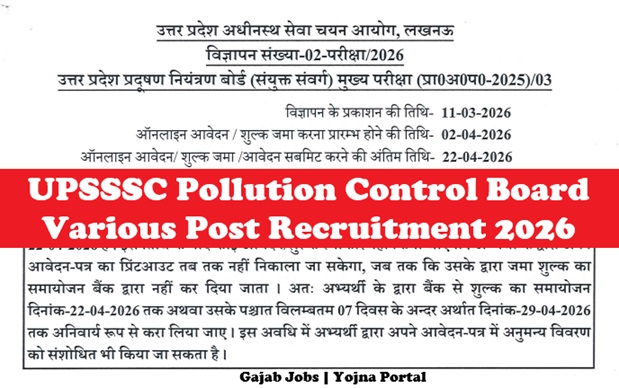 उत्तर प्रदेश अधीनस्थ सेवा चयन आयोग, लखनऊ
विज्ञापन संख्या-02-परीक्षा/2026
उत्तर प्रदेश प्रदूषण नियंत्रण बोर्ड (संयुक्त संवर्ग) मुख्य परीक्षा (प्रा0अ0प0-2025)/03
विज्ञापन के प्रकाशन की तिथि- 11-03-2026
ऑनलाइन आवेदन / शुल्क जमा करना प्रारम्भ होने की तिथि- 02-04-2026
ऑनलाइन आवेदन/ शुल्क जमा /आवेदन सबमिट करने की अंतिम तिथि- 22-04-2026
UPSSSC Pollution Control Board
Various Post Recruitment 2026
आवेदन-पत्र का प्रिंटआउट तब तक नहीं निकाला जा सकेगा, जब तक कि उसके द्वारा जमा शुल्क का
समायोजन बैंक द्वारा नहीं कर दिया जाता । अतः अभ्यर्थी के द्वारा बैंक से शुल्क का समायोजन
दिनांक-22-04-2026 तक अथवा उसके पश्चात विलम्बतम 07 दिवस के अन्दर अर्थात दिनांक-29-04-2026
तक अनिवार्य रूप से करा लिया जाए । इस अवधि में अभ्यर्थी द्वारा अपने आवेदन-पत्र में अनुमन्य विवरण
को संशोधित भी किया जा सकता है ।
Gajab Jobs | Yojna Portal